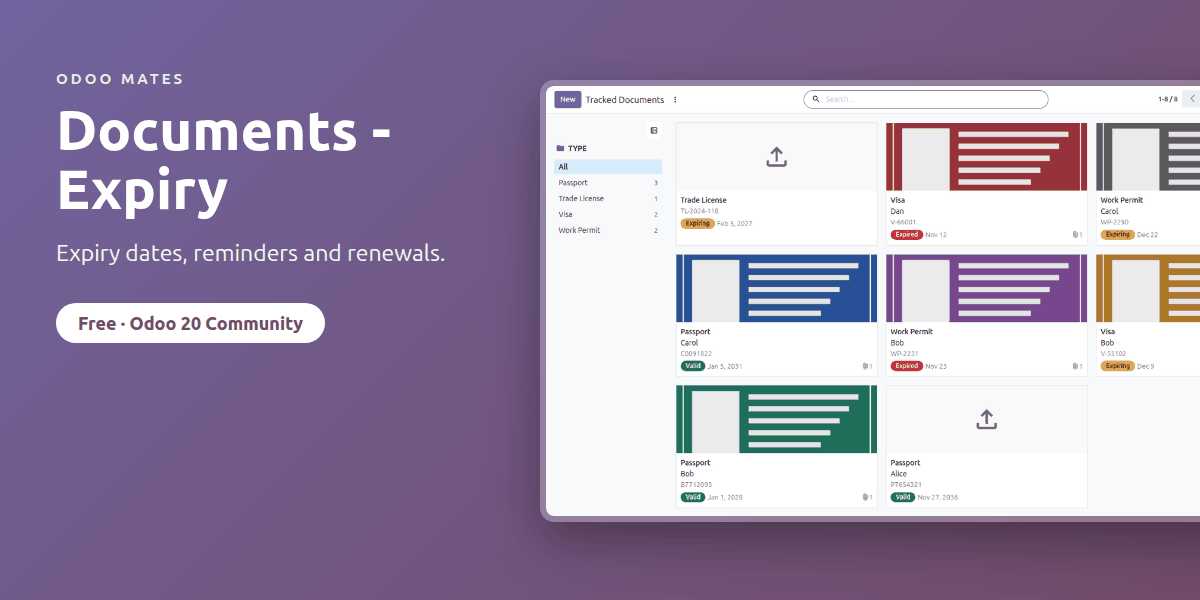 ODOO MATES
Documents -
Expiry
Expiry dates, reminders and renewals.
Free · Odoo 20 Community
New
Tracked Documents
Search...
1-8 / 8
TYPE
All
Passport 3
Trade License 1
Visa 2
Work Permit 2
Trade License
TL-2024-118
Expiring Feb 3, 2027
Visa
Dan
V-66001
Expired Nov 12
1
Work Permit
Carol
WP-2290
Expiring Dec 22
Passport
Carol
C0091822
Valid Jan 5, 2031
1
Work Permit
Bob
WP-2231
Expired Nov 23
1
Visa
Bob
V-55102
Expiring Dec 9
Passport
Bob
B7712093
Valid Jan 1, 2028
1
Passport
Alice
P7654321
Valid Nov 27, 2036